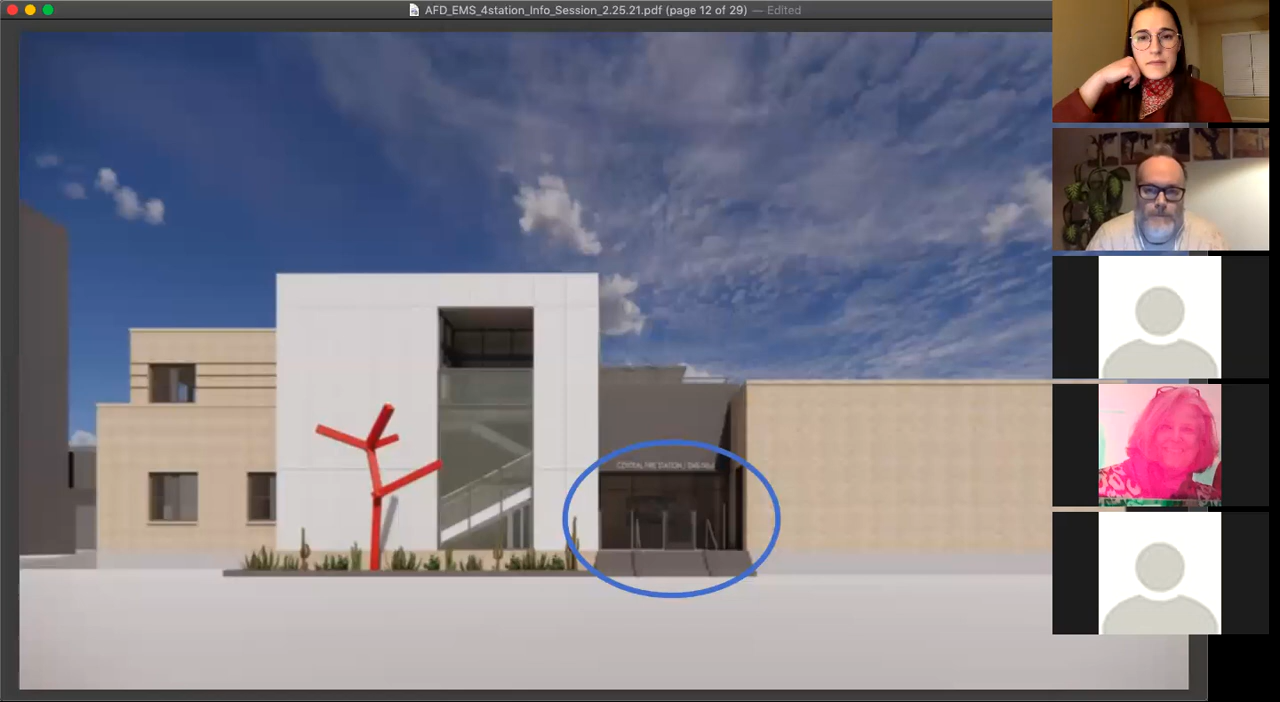 AFD_EMS_4station_Info_Session_2.25.21.pdf (page 12 of 29) — Edited
CENTRAL FIRE STATION /